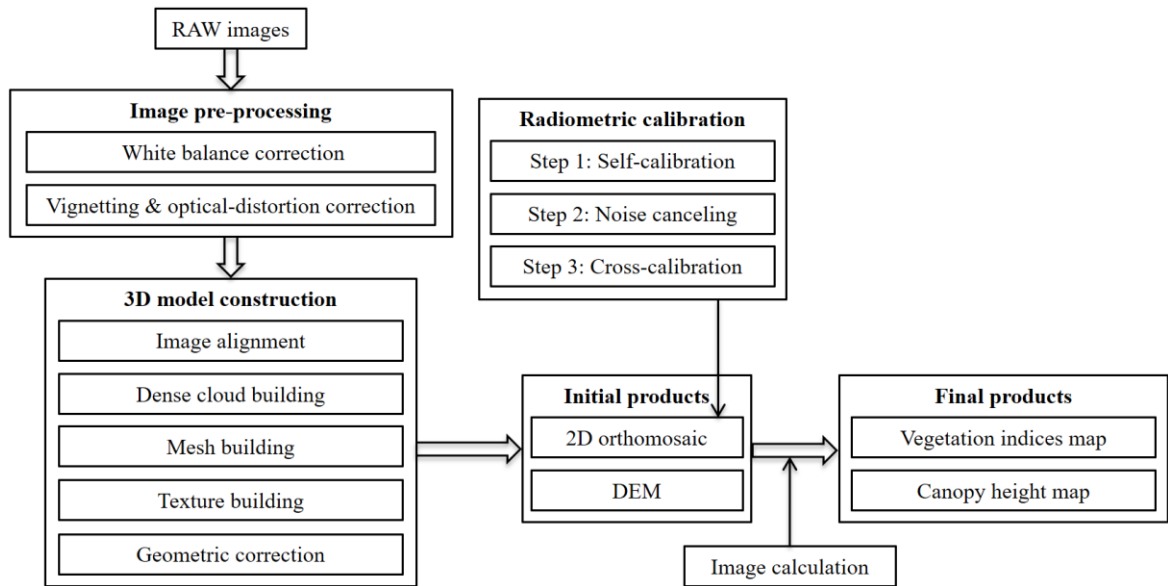 RAW images
Image pre-processing
White balance correction
Vignetting & optical-distortion correction
3D model construction
Image alignment
Dense cloud building
Mesh building
Texture building
Geometric correction
Radiometric calibration
Step 1: Self-calibration
Step 2: Noise canceling
Step 3: Cross-calibration
Initial products
2D orthomosaic
DEM
Image calculation
Final products
Vegetation indices map
Canopy height map